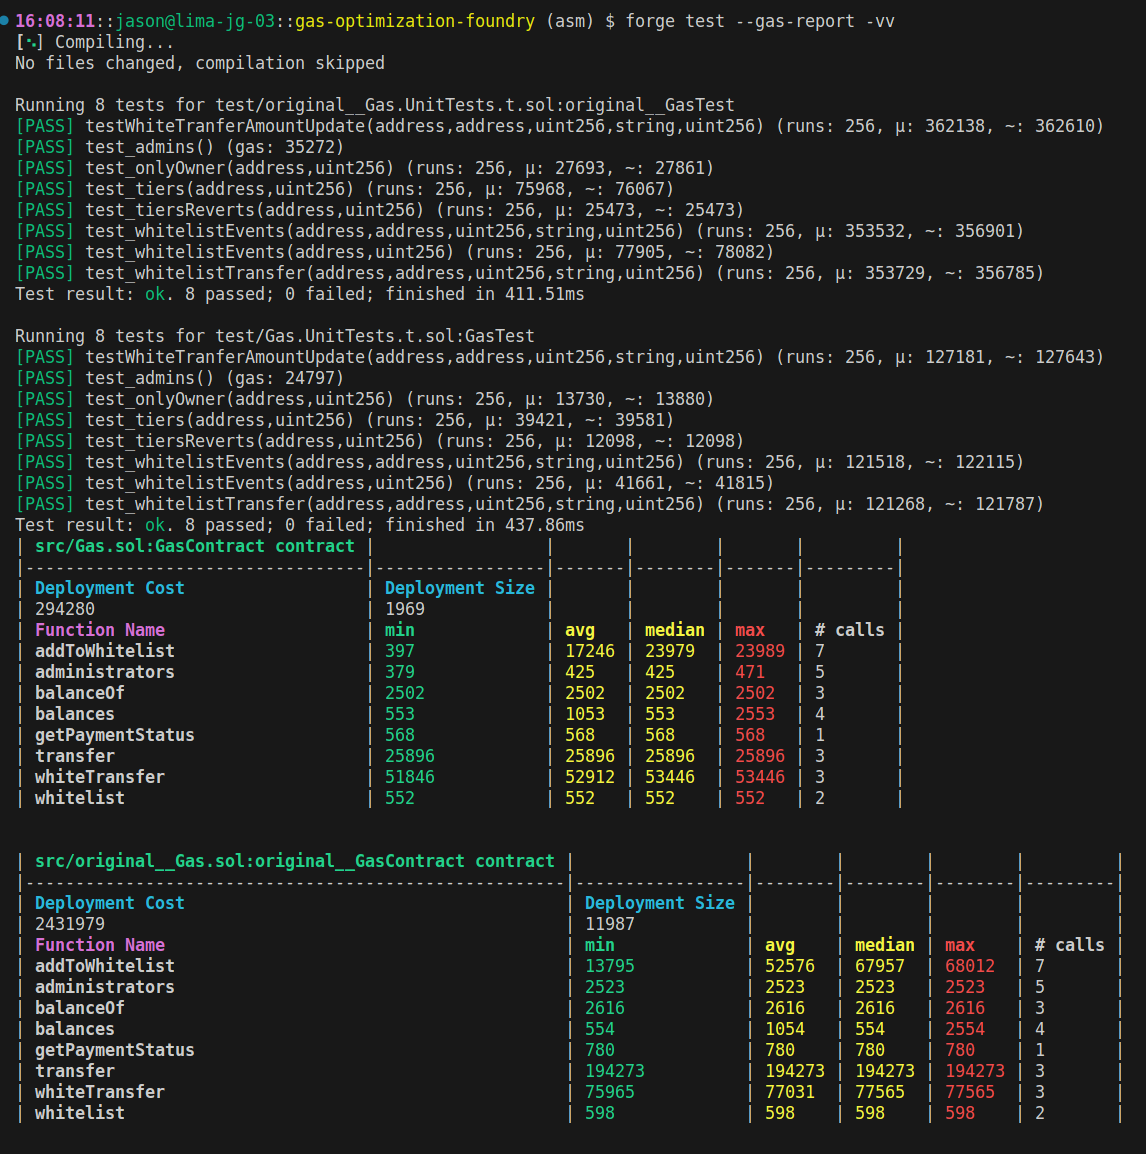 16:08:11::jason@lima-jg-03::gas-optimization-foundry (asm) $ forge test --gas-report -vv
[⠢] Compiling...
No files changed, compilation skipped

Running 8 tests for test/original__Gas.UnitTests.t.sol:original__GasTest
[PASS] testWhiteTranferAmountUpdate(address,address,uint256,string,uint256) (runs: 256, μ: 362138, ~: 362610)
[PASS] test_admins() (gas: 35272)
[PASS] test_onlyOwner(address,uint256) (runs: 256, μ: 27693, ~: 27861)
[PASS] test_tiers(address,uint256) (runs: 256, μ: 75968, ~: 76067)
[PASS] test_tiersReverts(address,uint256) (runs: 256, μ: 25473, ~: 25473)
[PASS] test_whitelistEvents(address,address,uint256,string,uint256) (runs: 256, μ: 353532, ~: 356901)
[PASS] test_whitelistEvents(address,uint256) (runs: 256, μ: 77905, ~: 78082)
[PASS] test_whitelistTransfer(address,address,uint256,string,uint256) (runs: 256, μ: 353729, ~: 356785)
Test result: ok. 8 passed; 0 failed; finished in 411.51ms

Running 8 tests for test/Gas.UnitTests.t.sol:GasTest
[PASS] testWhiteTranferAmountUpdate(address,address,uint256,string,uint256) (runs: 256, μ: 127181, ~: 127643)
[PASS] test_admins() (gas: 24797)
[PASS] test_onlyOwner(address,uint256) (runs: 256, μ: 13730, ~: 13880)
[PASS] test_tiers(address,uint256) (runs: 256, μ: 39421, ~: 39581)
[PASS] test_tiersReverts(address,uint256) (runs: 256, μ: 12098, ~: 12098)
[PASS] test_whitelistEvents(address,address,uint256,string,uint256) (runs: 256, μ: 121518, ~: 122115)
[PASS] test_whitelistEvents(address,uint256) (runs: 256, μ: 41661, ~: 41815)
[PASS] test_whitelistTransfer(address,address,uint256,string,uint256) (runs: 256, μ: 121268, ~: 121787)
Test result: ok. 8 passed; 0 failed; finished in 437.86ms
| src/Gas.sol:GasContract contract |                 |       |        |       |         |
|----------------------------------|-----------------|-------|--------|-------|---------|
| Deployment Cost                  | Deployment Size |       |        |       |         |
| 294280                           | 1969            |       |        |       |         |
| Function Name                    | min             | avg   | median | max   | # calls |
| addToWhitelist                   | 397             | 17246 | 23979  | 23989 | 7       |
| administrators                   | 379             | 425   | 425    | 471   | 5       |
| balanceOf                        | 2502            | 2502  | 2502   | 2502  | 3       |
| balances                         | 553             | 1053  | 553    | 2553  | 4       |
| getPaymentStatus                 | 568             | 568   | 568    | 568   | 1       |
| transfer                         | 25896           | 25896 | 25896  | 25896 | 3       |
| whiteTransfer                    | 51846           | 52912 | 53446  | 53446 | 3       |
| whitelist                        | 552             | 552   | 552    | 552   | 2       |

| src/original__Gas.sol:original__GasContract contract |                 |        |        |        |         |
|------------------------------------------------------|-----------------|--------|--------|--------|---------|
| Deployment Cost                                      | Deployment Size |        |        |        |         |
| 2431979                                              | 11987           |        |        |        |         |
| Function Name                                        | min             | avg    | median | max    | # calls |
| addToWhitelist                                       | 13795           | 52576  | 67957  | 68012  | 7       |
| administrators                                       | 2523            | 2523   | 2523   | 2523   | 5       |
| balanceOf                                            | 2616            | 2616   | 2616   | 2616   | 3       |
| balances                                             | 554             | 1054   | 554    | 2554   | 4       |
| getPaymentStatus                                     | 780             | 780    | 780    | 780    | 1       |
| transfer                                             | 194273          | 194273 | 194273 | 194273 | 3       |
| whiteTransfer                                        | 75965           | 77031  | 77565  | 77565  | 3       |
| whitelist                                            | 598             | 598    | 598    | 598    | 2       |